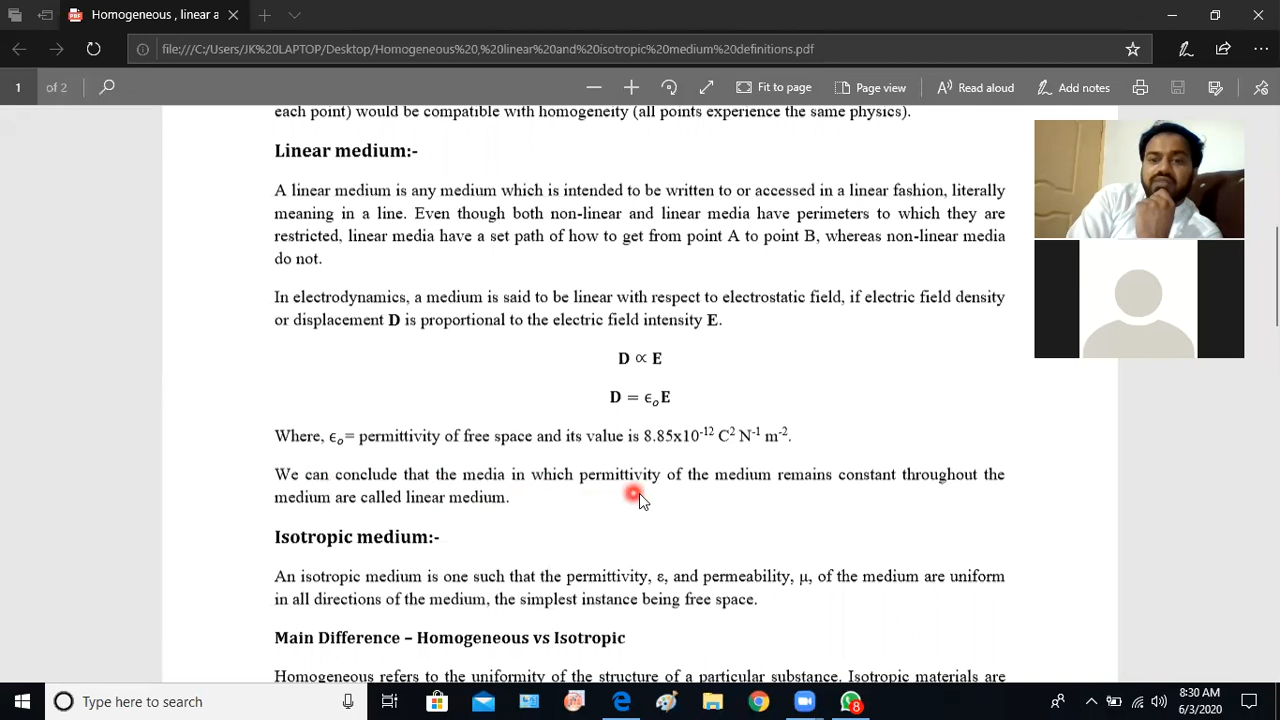 Homogeneous , linear a
file:///C:/Users/JK%20LAPTOP/Desktop/Homogeneous%20,%20linear%20and%20isotropic%20medium%20definitions.pdf
1 of 2
Fit to page
Page view
Read aloud
Add notes
each point) would be compatible with homogeneity (all points experience the same physics).
Linear medium:-
A linear medium is any medium which is intended to be written to or accessed in a linear fashion, literally
meaning in a line. Even though both non-linear and linear media have perimeters to which they are
restricted, linear media have a set path of how to get from point A to point B, whereas non-linear media
do not.
In electrodynamics, a medium is said to be linear with respect to electrostatic field, if electric field density
or displacement D is proportional to the electric field intensity E.
D ∝ E
D = ϵₒE
Where, ϵₒ= permittivity of free space and its value is 8.85x10⁻¹² C² N⁻¹ m⁻².
We can conclude that the media in which permittivity of the medium remains constant throughout the
medium are called linear medium.
Isotropic medium:-
An isotropic medium is one such that the permittivity, ε, and permeability, μ, of the medium are uniform
in all directions of the medium, the simplest instance being free space.
Main Difference – Homogeneous vs Isotropic
Homogeneous refers to the uniformity of the structure of a particular substance. Isotropic materials are
Type here to search
8
8:30 AM
6/3/2020